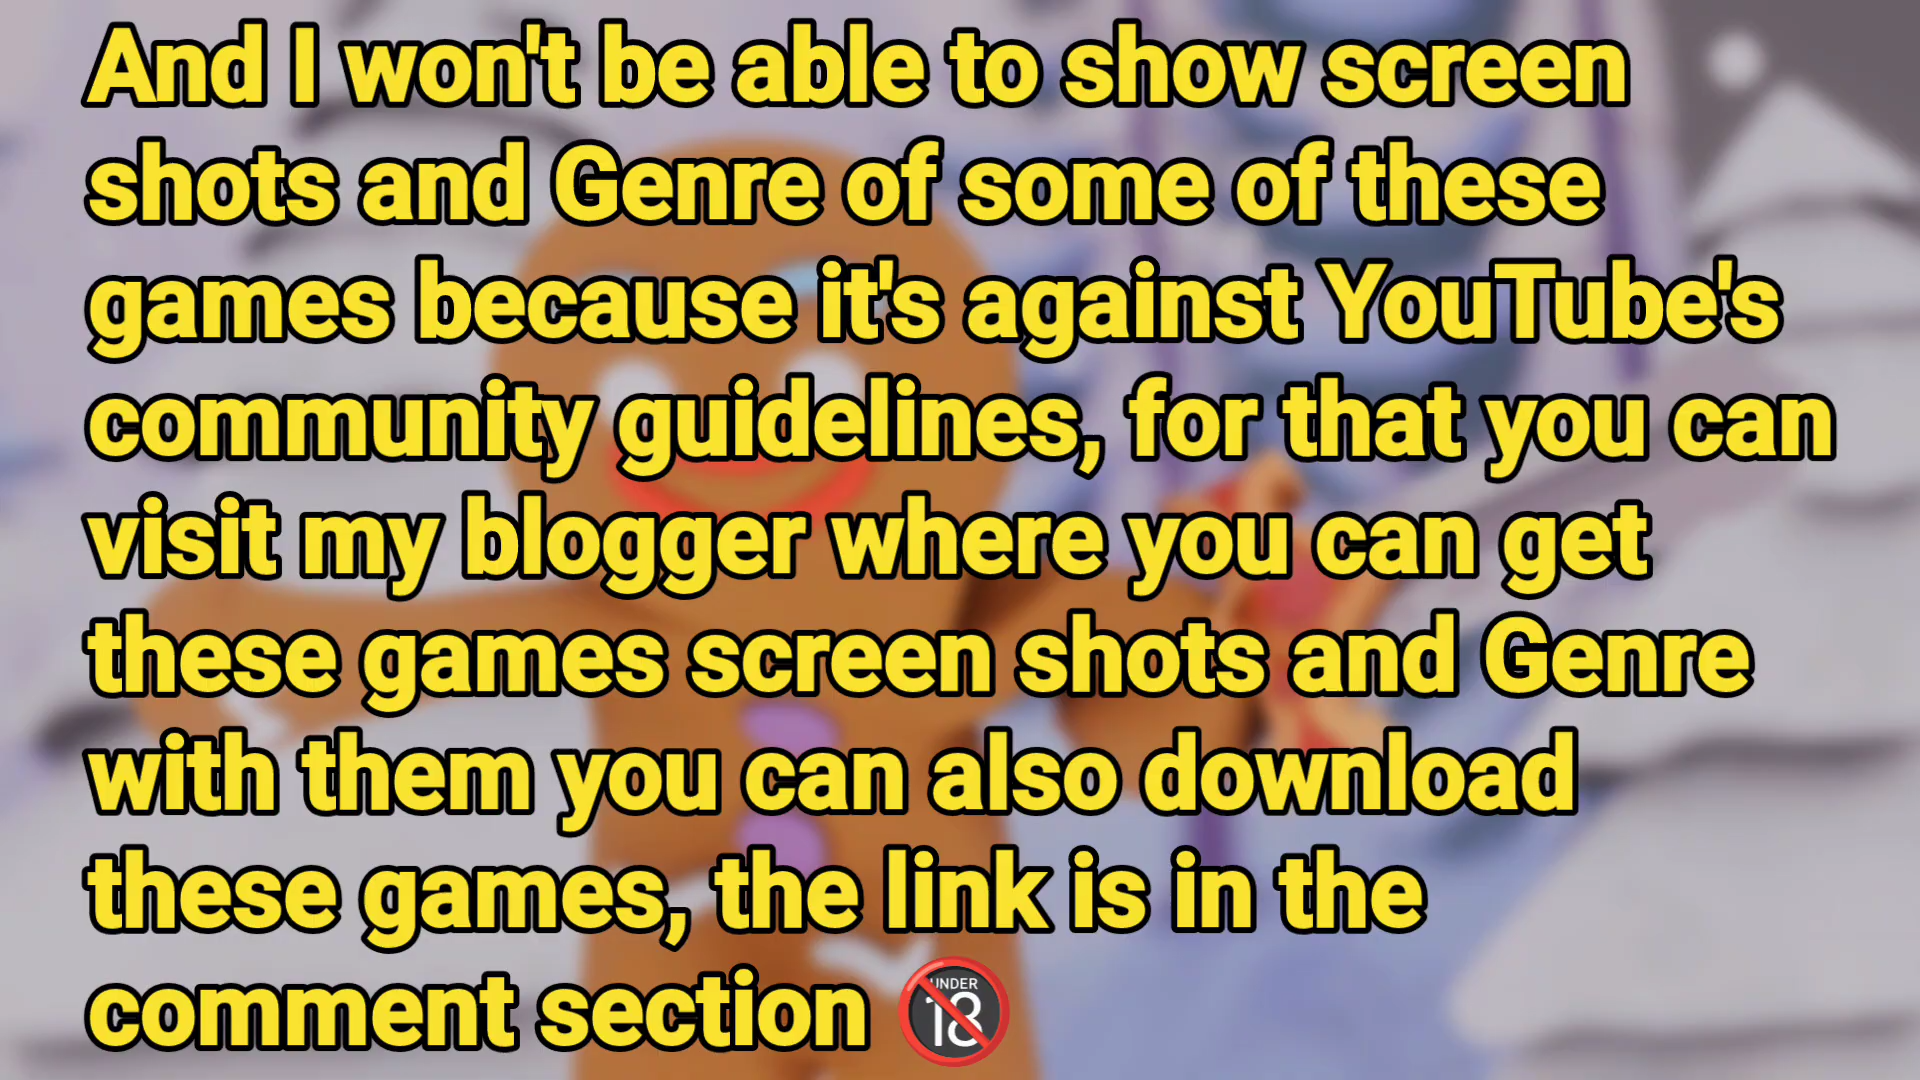 And I won't be able to show screen
shots and Genre of some of these
games because it's against YouTube's
community guidelines, for that you can
visit my blogger where you can get
these games screen shots and Genre
with them you can also download
these games, the link is in the
comment section 🔞